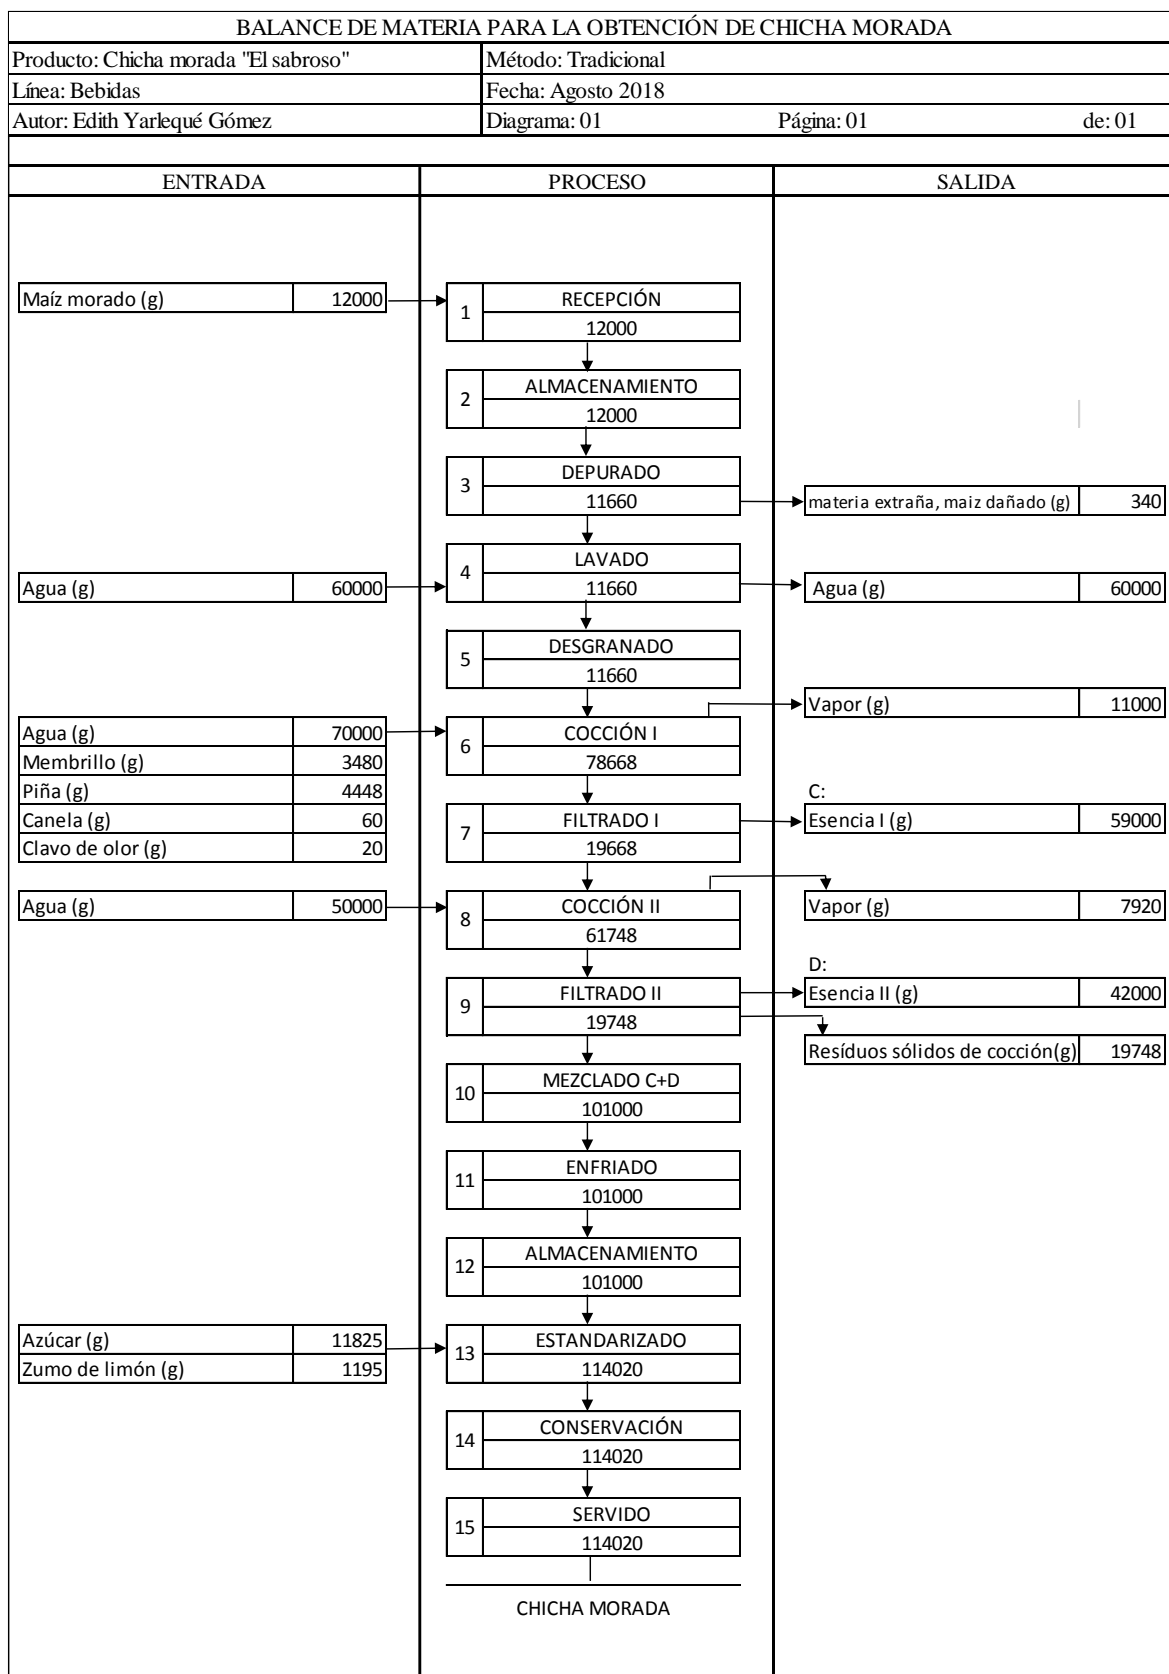 BALANCE DE MATERIA PARA LA OBTENCIÓN DE CHICHA MORADA
Producto: Chicha morada "El sabroso" Método: Tradicional
Línea: Bebidas Fecha: Agosto 2018
Autor: Edith Yarlequé Gómez Diagrama: 01 Página: 01 de: 01
ENTRADA PROCESO SALIDA
Maíz morado (g) 12000
1 RECEPCIÓN
12000
2 ALMACENAMIENTO
12000
3 DEPURADO
11660
materia extraña, maiz dañado (g) 340
Agua (g) 60000
4 LAVADO
11660
Agua (g) 60000
5 DESGRANADO
11660
Vapor (g) 11000
Agua (g) 70000
Membrillo (g) 3480
Piña (g) 4448
Canela (g) 60
Clavo de olor (g) 20
6 COCCIÓN I
78668
C:
Esencia I (g) 59000
7 FILTRADO I
19668
Agua (g) 50000
8 COCCIÓN II
61748
Vapor (g) 7920
D:
Esencia II (g) 42000
9 FILTRADO II
19748
Resíduos sólidos de cocción(g) 19748
10 MEZCLADO C+D
101000
11 ENFRIADO
101000
12 ALMACENAMIENTO
101000
Azúcar (g) 11825
Zumo de limón (g) 1195
13 ESTANDARIZADO
114020
14 CONSERVACIÓN
114020
15 SERVIDO
114020
CHICHA MORADA